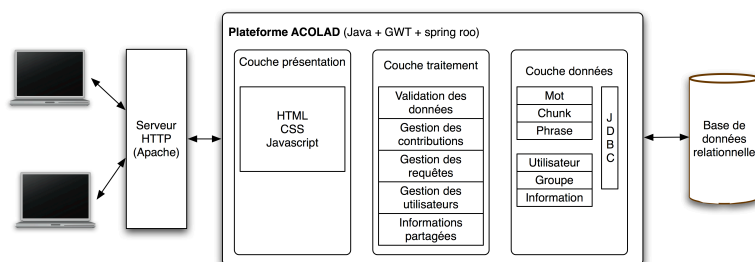 Plateforme ACOLAD (Java + GWT + spring roo)
Serveur
HTTP
(Apache)
Couche présentation
HTML
CSS
Javascript
Couche traitement
Validation des
données
Gestion des
contributions
Gestion des
requêtes
Gestion des
utilisateurs
Informations
partagées
Couche données
Mot
Chunk
Phrase
Utilisateur
Groupe
Information
J
D
B
C
Base de
données
relationnelle